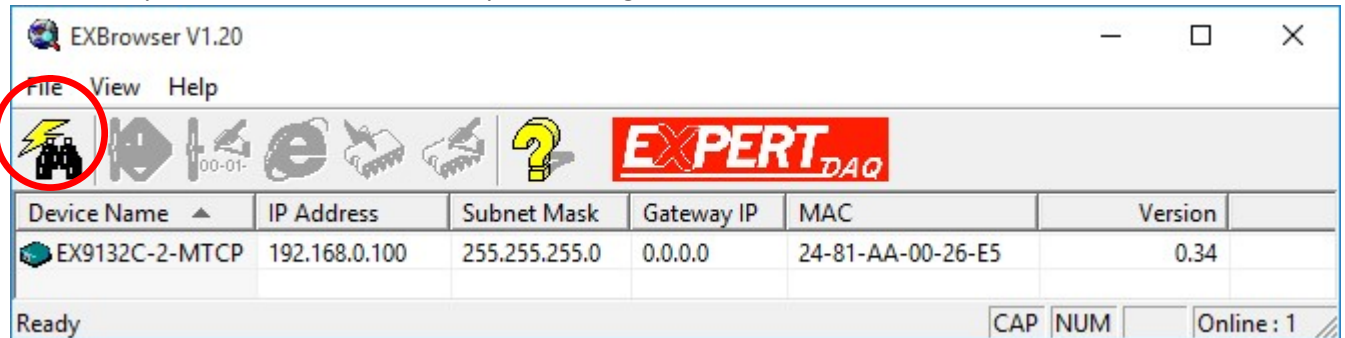 EXBrowser V1.20
File View Help
00-01-
EXPERT DAQ
Device Name IP Address Subnet Mask Gateway IP MAC Version
EX9132C-2-MTCP 192.168.0.100 255.255.255.0 0.0.0.0 24-81-AA-00-26-E5 0.34
Ready CAP NUM Online : 1